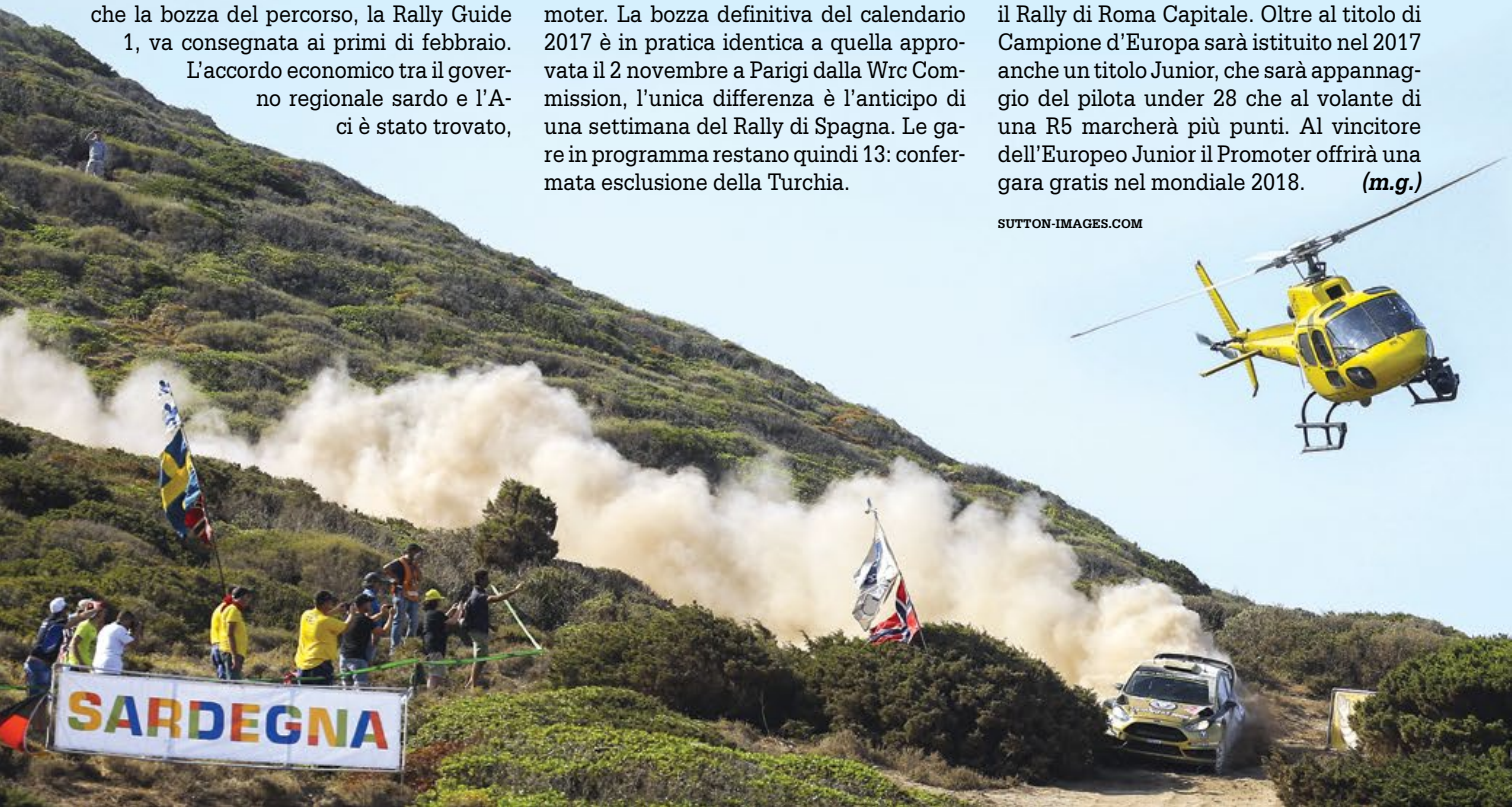 che la bozza del percorso, la Rally Guide
1, va consegnata ai primi di febbraio.
L'accordo economico tra il gover-
no regionale sardo e l'A-
ci è stato trovato,
moter. La bozza definitiva del calendario
2017 è in pratica identica a quella appro-
vata il 2 novembre a Parigi dalla Wrc Com-
mission, l'unica differenza è l'anticipo di
una settimana del Rally di Spagna. Le ga-
re in programma restano quindi 13: confer-
mata esclusione della Turchia.
il Rally di Roma Capitale. Oltre al titolo di
Campione d'Europa sarà istituito nel 2017
anche un titolo Junior, che sarà appannag-
gio del pilota under 28 che al volante di
una R5 marcherà più punti. Al vincitore
dell'Europeo Junior il Promoter offrirà una
gara gratis nel mondiale 2018. (m.g.)
SUTTON-IMAGES.COM
SARDEGNA